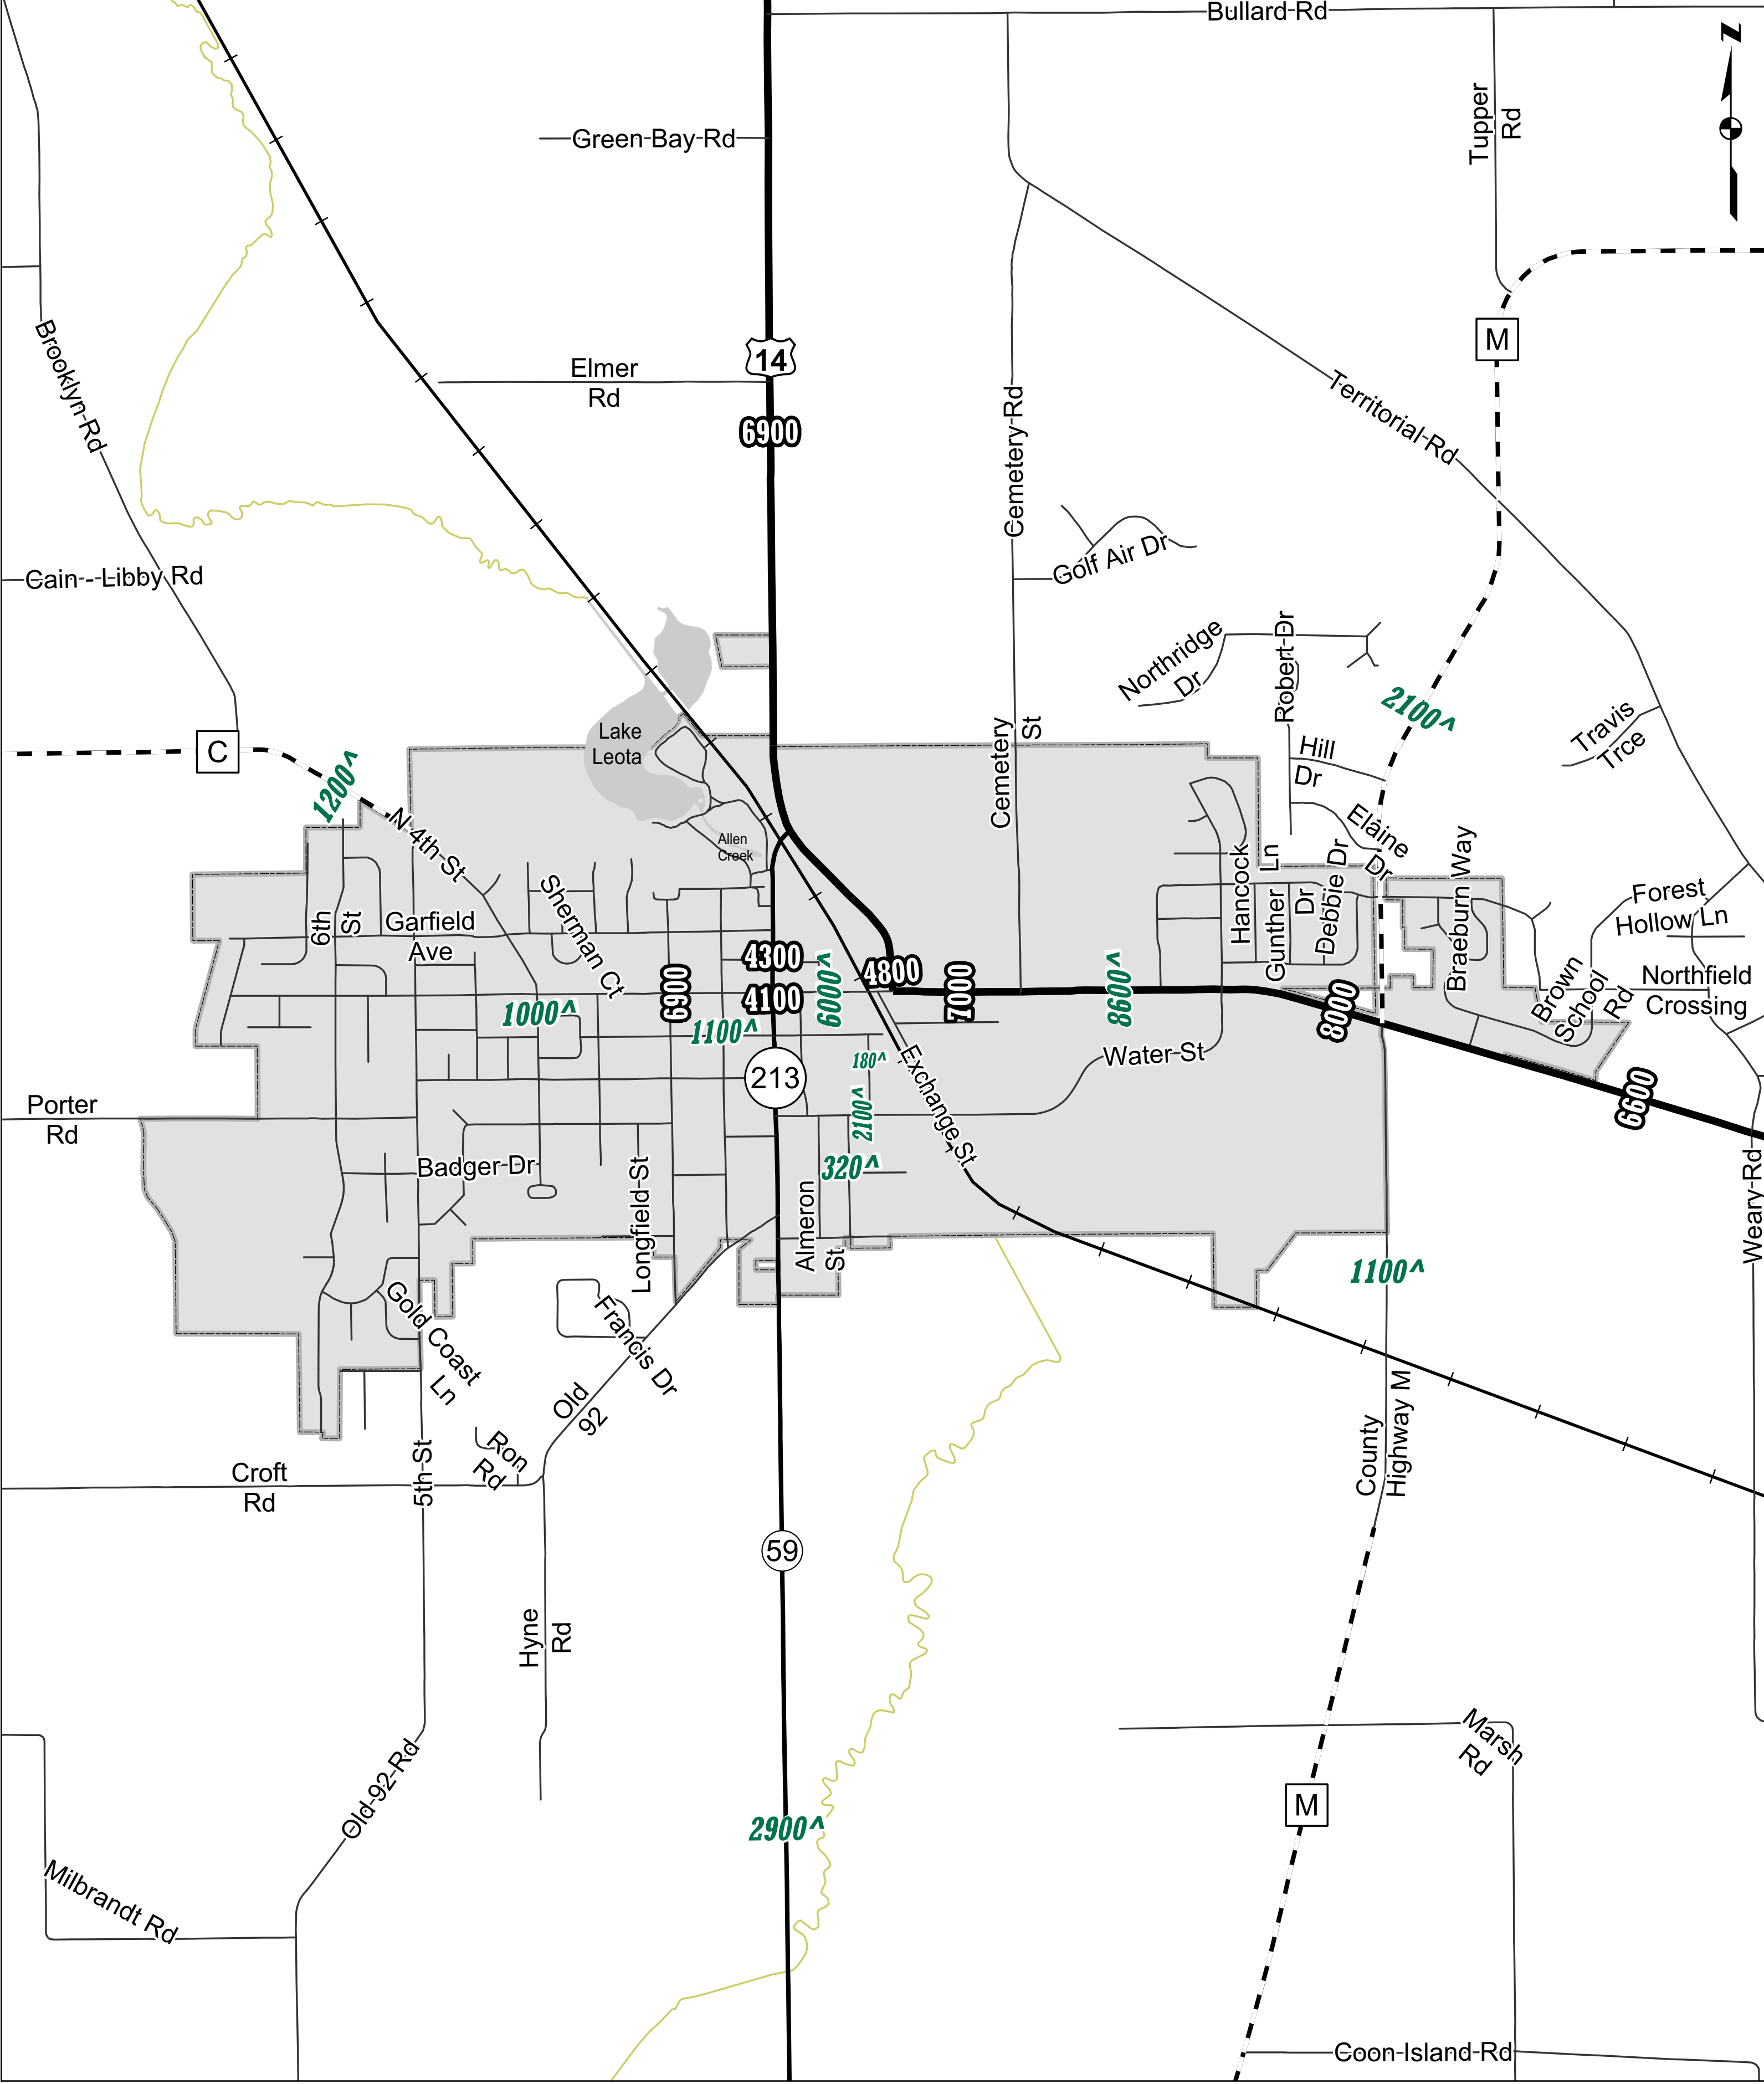 Bullard Rd
N
Green Bay Rd
Tupper
Rd
14
M
Brooklyn Rd
Elmer
Rd
6900
Cemetery Rd
Territorial Rd
Golf Air Dr
Cain - Libby Rd
Northridge
Dr
Robert Dr
2100^
Travis
Trce
Lake
Leota
Cemetery
St
Hill
Dr
C
1200^
N 4th St
Allen
Creek
Elaine
Dr
Sherman Ct
Hancock
Ln
Gunther
Dr
Debbie Dr
Braeburn Way
Forest
Hollow Ln
6th
St
Garfield
Ave
4300
4800
6900
4100
6000^
7000
8600^
8000
Brown
School
Rd
Northfield
Crossing
1000^
1100^
180^
Exchange St
Water St
213
2100^
6600
Porter
Rd
Badger Dr
Longfield St
320^
Almeron
St
Weary Rd
1100^
Gold Coast
Ln
Francis Dr
Old
92
County
Highway M
Ron
Rd
Croft
Rd
5th St
59
Hyne
Rd
Marsh
Rd
Old 92 Rd
M
2900^
Milbrandt Rd
Coon Island Rd